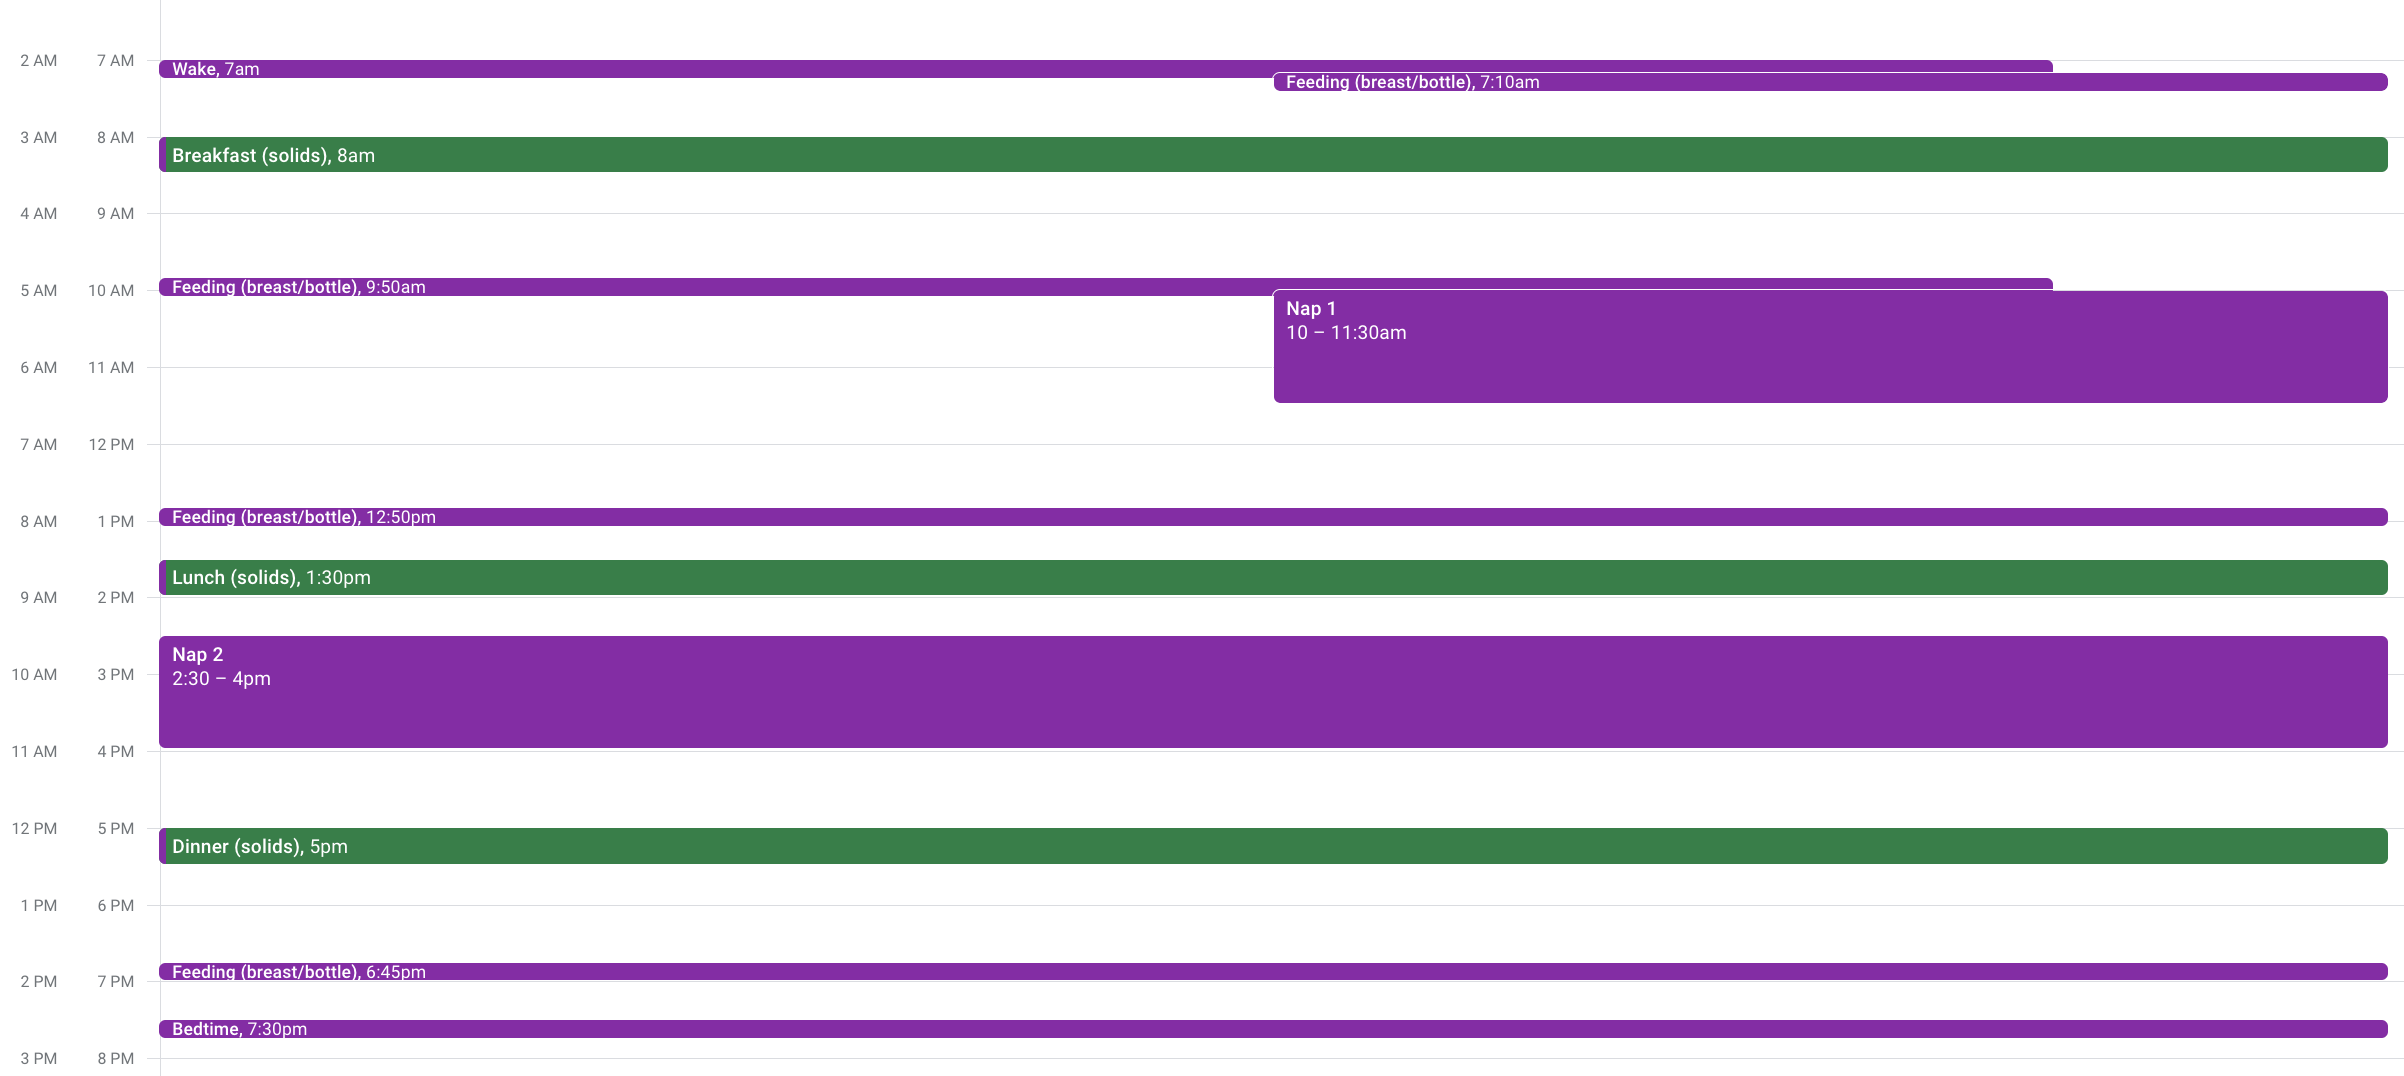 2 AM 7 AM
Wake, 7am
Feeding (breast/bottle), 7:10am
3 AM 8 AM
Breakfast (solids), 8am
4 AM 9 AM
Feeding (breast/bottle), 9:50am
5 AM 10 AM
Nap 1
10 – 11:30am
6 AM 11 AM
7 AM 12 PM
Feeding (breast/bottle), 12:50pm
8 AM 1 PM
Lunch (solids), 1:30pm
9 AM 2 PM
Nap 2
10 AM 3 PM
2:30 – 4pm
11 AM 4 PM
12 PM 5 PM
Dinner (solids), 5pm
1 PM 6 PM
Feeding (breast/bottle), 6:45pm
2 PM 7 PM
Bedtime, 7:30pm
3 PM 8 PM